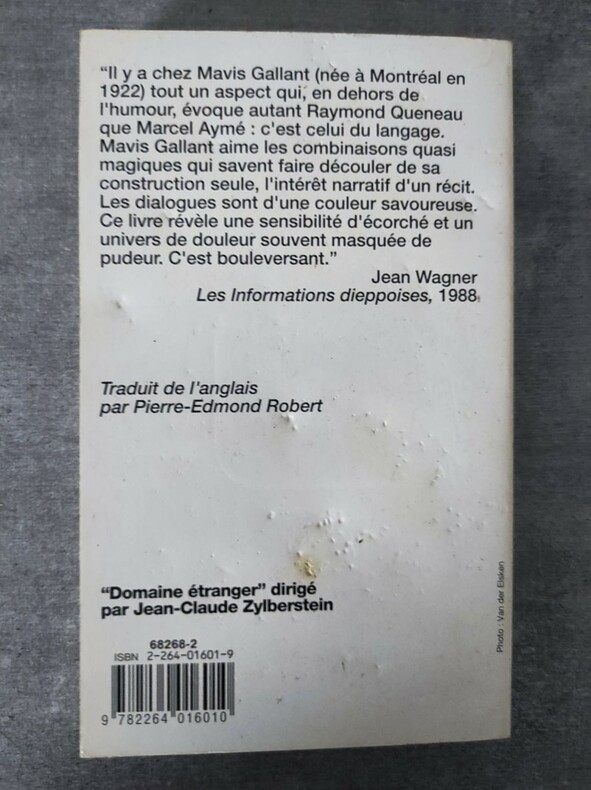 “Il y a chez Mavis Gallant (née à Montréal en
1922) tout un aspect qui, en dehors de
l'humour, évoque autant Raymond Queneau
que Marcel Aymé : c'est celui du langage.
Mavis Gallant aime les combinaisons quasi
magiques qui savent faire découler de sa
construction seule, l'intérêt narratif d'un récit.
Les dialogues sont d'une couleur savoureuse.
Ce livre révèle une sensibilité d'écorché et un
univers de douleur souvent masquée de
pudeur. C'est bouleversant.”
Jean Wagner
Les Informations dieppoises, 1988
Traduit de l'anglais
par Pierre-Edmond Robert
“Domaine étranger” dirigé
par Jean-Claude Zylberstein
68268-2
ISBN 2-264-01601-9
9 782264 016010
Photo : Van der Elsken